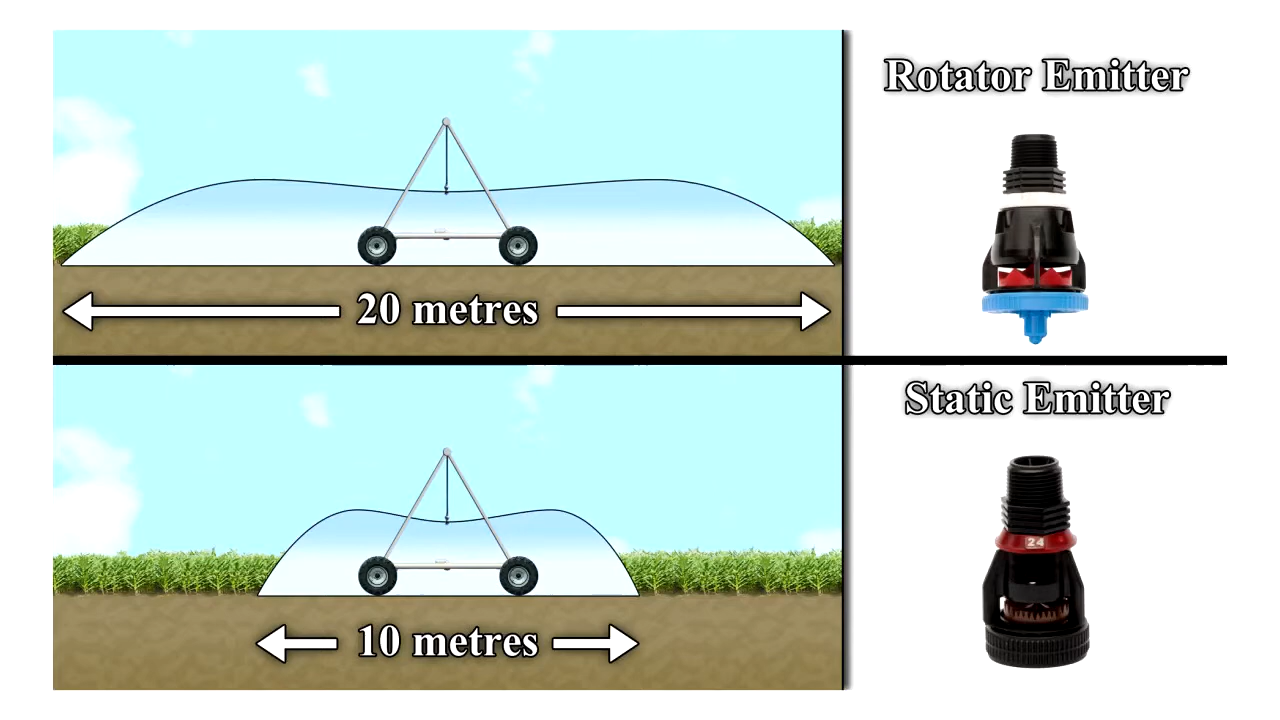 Rotator Emitter
20 metres
Static Emitter
24
10 metres